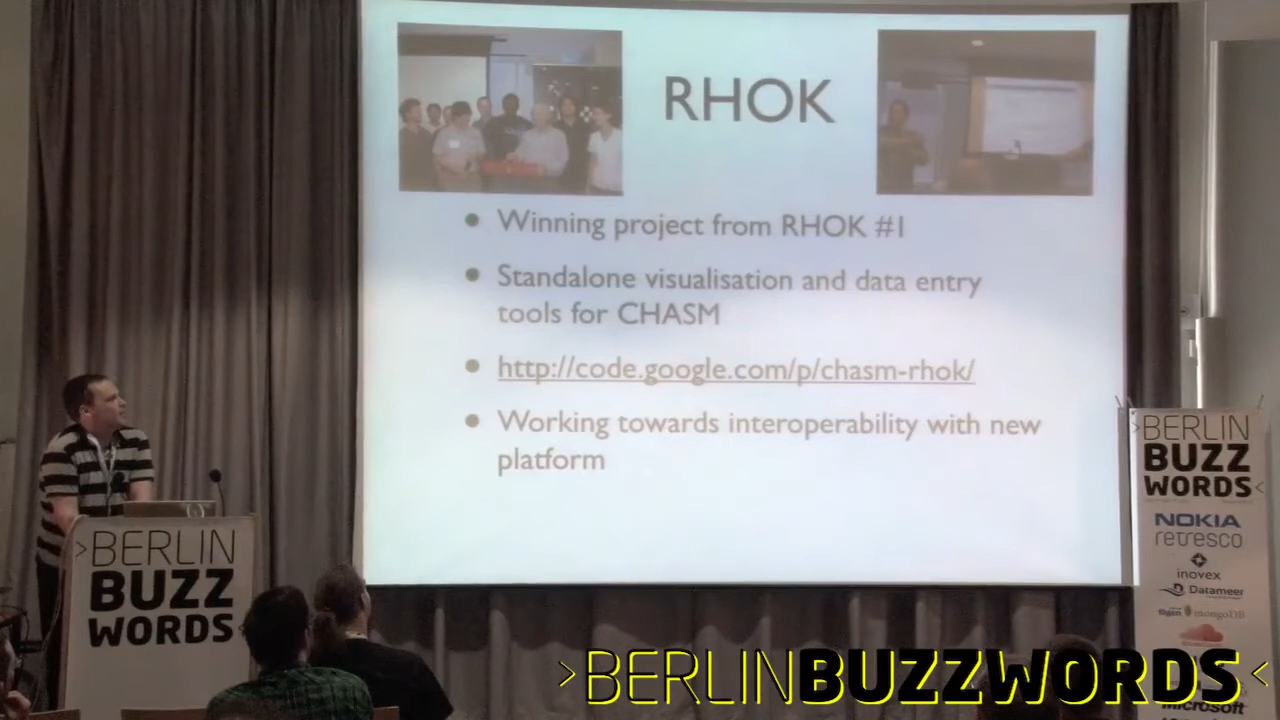 RHOK
Winning project from RHOK #1
Standalone visualisation and data entry
tools for CHASM
http://code.google.com/p/chasm-rhok/
Working towards interoperability with new
platform
>BERLIN
BUZZ
WORDS
>BERLIN
BUZZ
WORDS<
NOKIA
retresco
inovex
Datameer
10gen mongoDB
Microsoft
>BERLINBUZZWORDS<